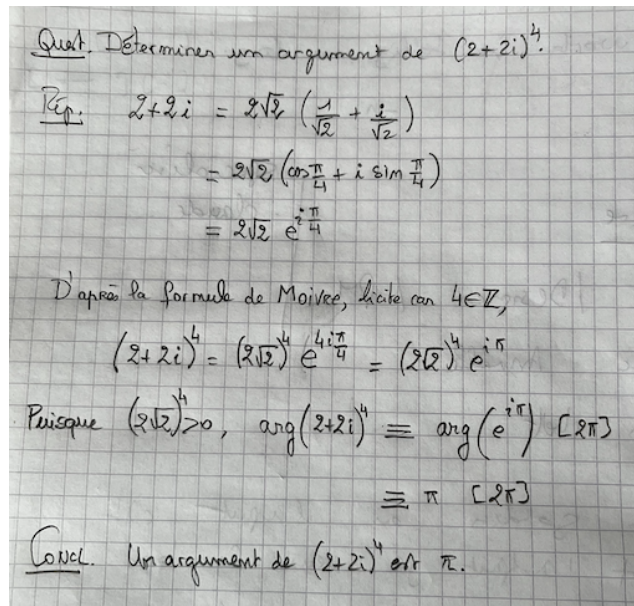 Quest. Déterminer un argument de (2+2i)⁴.
Rép. 2+2i = 2√2 (1/√2 + i/√2)
= 2√2 (cos π/4 + i sin π/4)
= 2√2 e^{iπ/4}
D'après la formule de Moivre, licite car 4∈ℤ,
(2+2i)⁴ = (2√2)⁴ e^{4iπ/4} = (2√2)⁴ e^{iπ}
Puisque (2√2)⁴>0, arg(2+2i)⁴ ≡ arg(e^{iπ}) [2π]
≡ π [2π]
Concl. Un argument de (2+2i)⁴ est π.